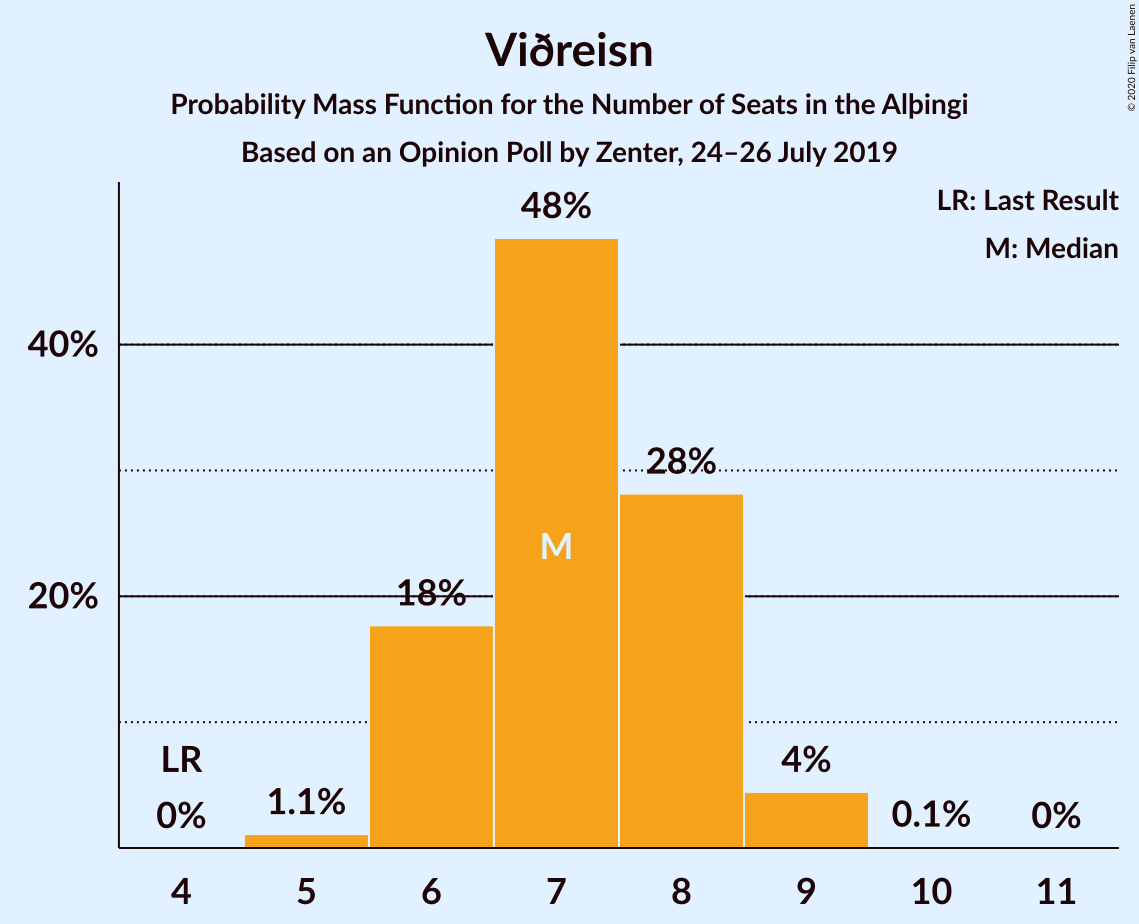 Viðreisn
Probability Mass Function for the Number of Seats in the Alþingi
Based on an Opinion Poll by Zenter, 24–26 July 2019
© 2020 Filip van Laenen
LR: Last Result
M: Median
48%
40%
28%
M
20%
18%
LR
0%
1.1%
4%
0.1%
0%
4 5 6 7 8 9 10 11